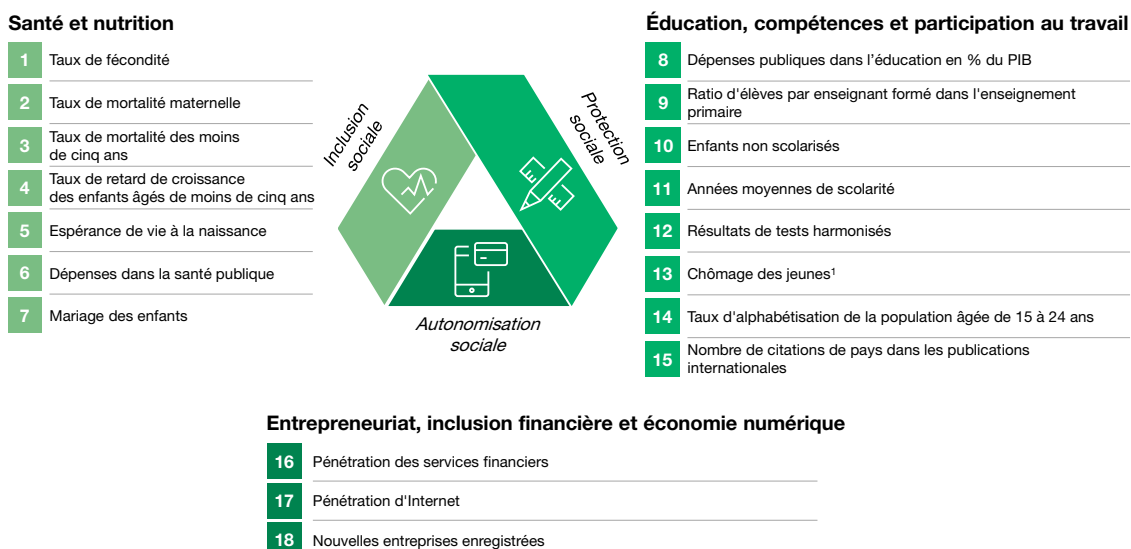 Santé et nutrition
1 Taux de fécondité
2 Taux de mortalité maternelle
3 Taux de mortalité des moins
de cinq ans
4 Taux de retard de croissance
des enfants âgés de moins de cinq ans
5 Espérance de vie à la naissance
6 Dépenses dans la santé publique
7 Mariage des enfants
Inclusion
sociale
Protection
sociale
Autonomisation
sociale
Éducation, compétences et participation au travail
8 Dépenses publiques dans l'éducation en % du PIB
9 Ratio d'élèves par enseignant formé dans l'enseignement
primaire
10 Enfants non scolarisés
11 Années moyennes de scolarité
12 Résultats de tests harmonisés
13 Chômage des jeunes¹
14 Taux d'alphabétisation de la population âgée de 15 à 24 ans
15 Nombre de citations de pays dans les publications
internationales
Entrepreneuriat, inclusion financière et économie numérique
16 Pénétration des services financiers
17 Pénétration d'Internet
18 Nouvelles entreprises enregistrées